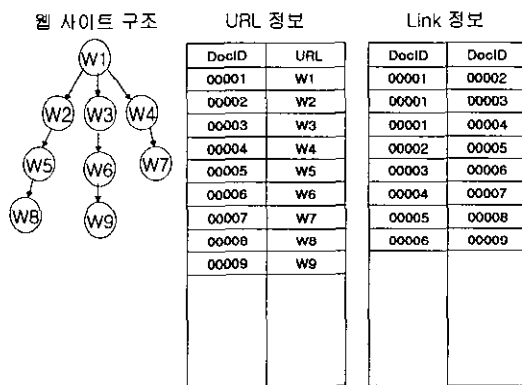 웹 사이트 구조
W1
W2 W3 W4
W5 W6 W7
W8 W9
URL 정보
DocID URL
00001 W1
00002 W2
00003 W3
00004 W4
00005 W5
00006 W6
00007 W7
00008 W8
00009 W9
Link 정보
DocID DocID
00001 00002
00001 00003
00001 00004
00002 00005
00003 00006
00004 00007
00005 00008
00006 00009